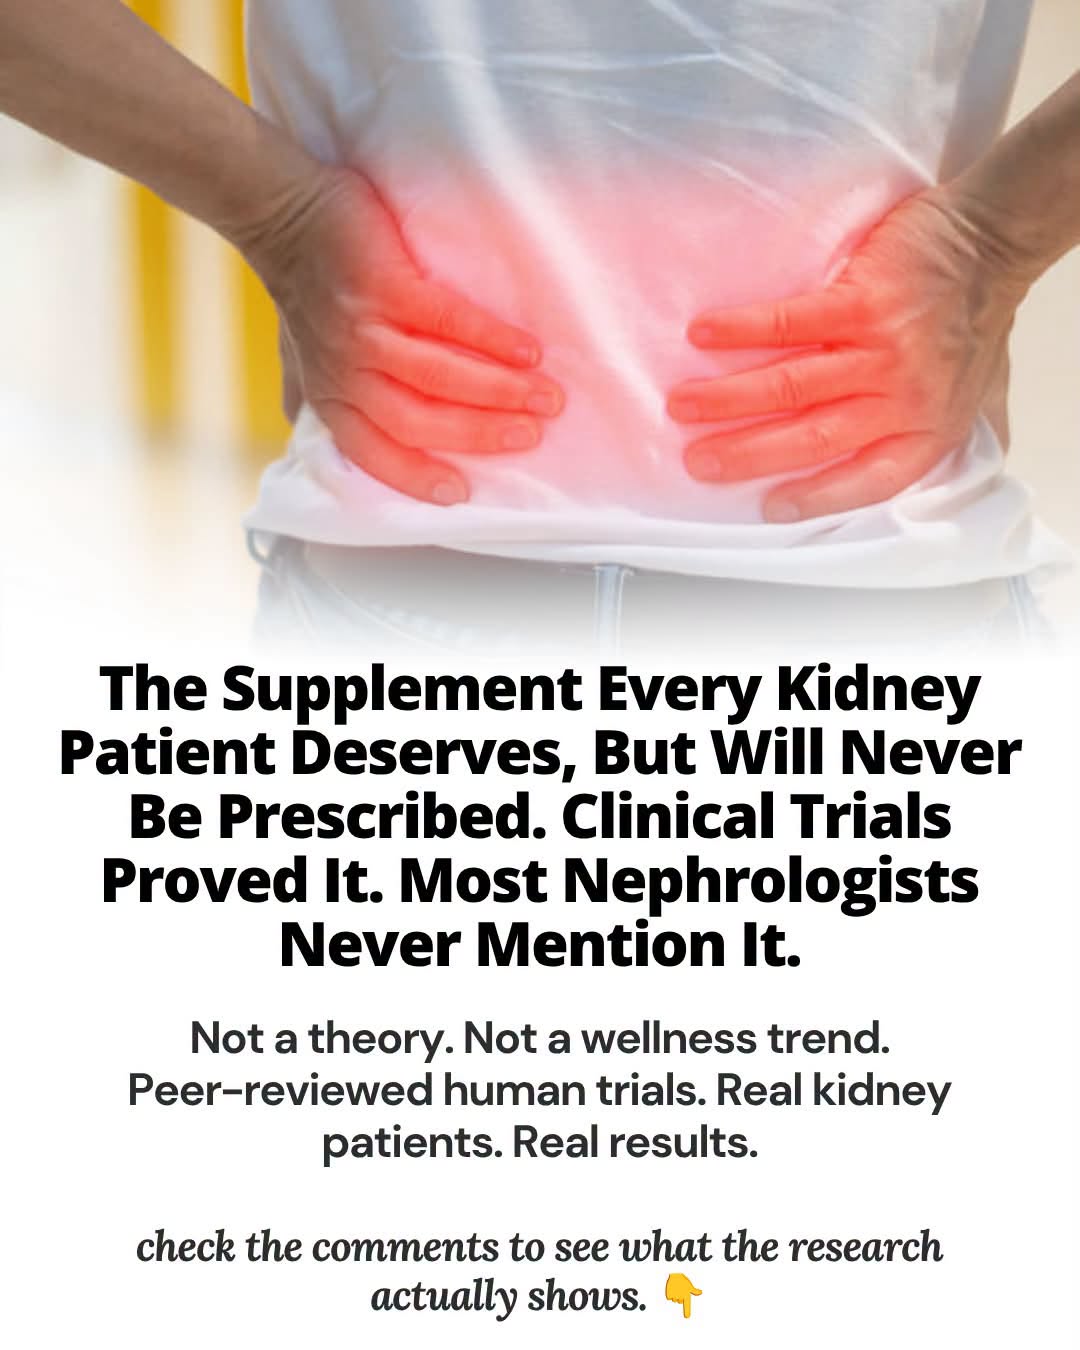 The Supplement Every Kidney
Patient Deserves, But Will Never
Be Prescribed. Clinical Trials
Proved It. Most Nephrologists
Never Mention It.
Not a theory. Not a wellness trend.
Peer-reviewed human trials. Real kidney
patients. Real results.
check the comments to see what the research
actually shows. 👇